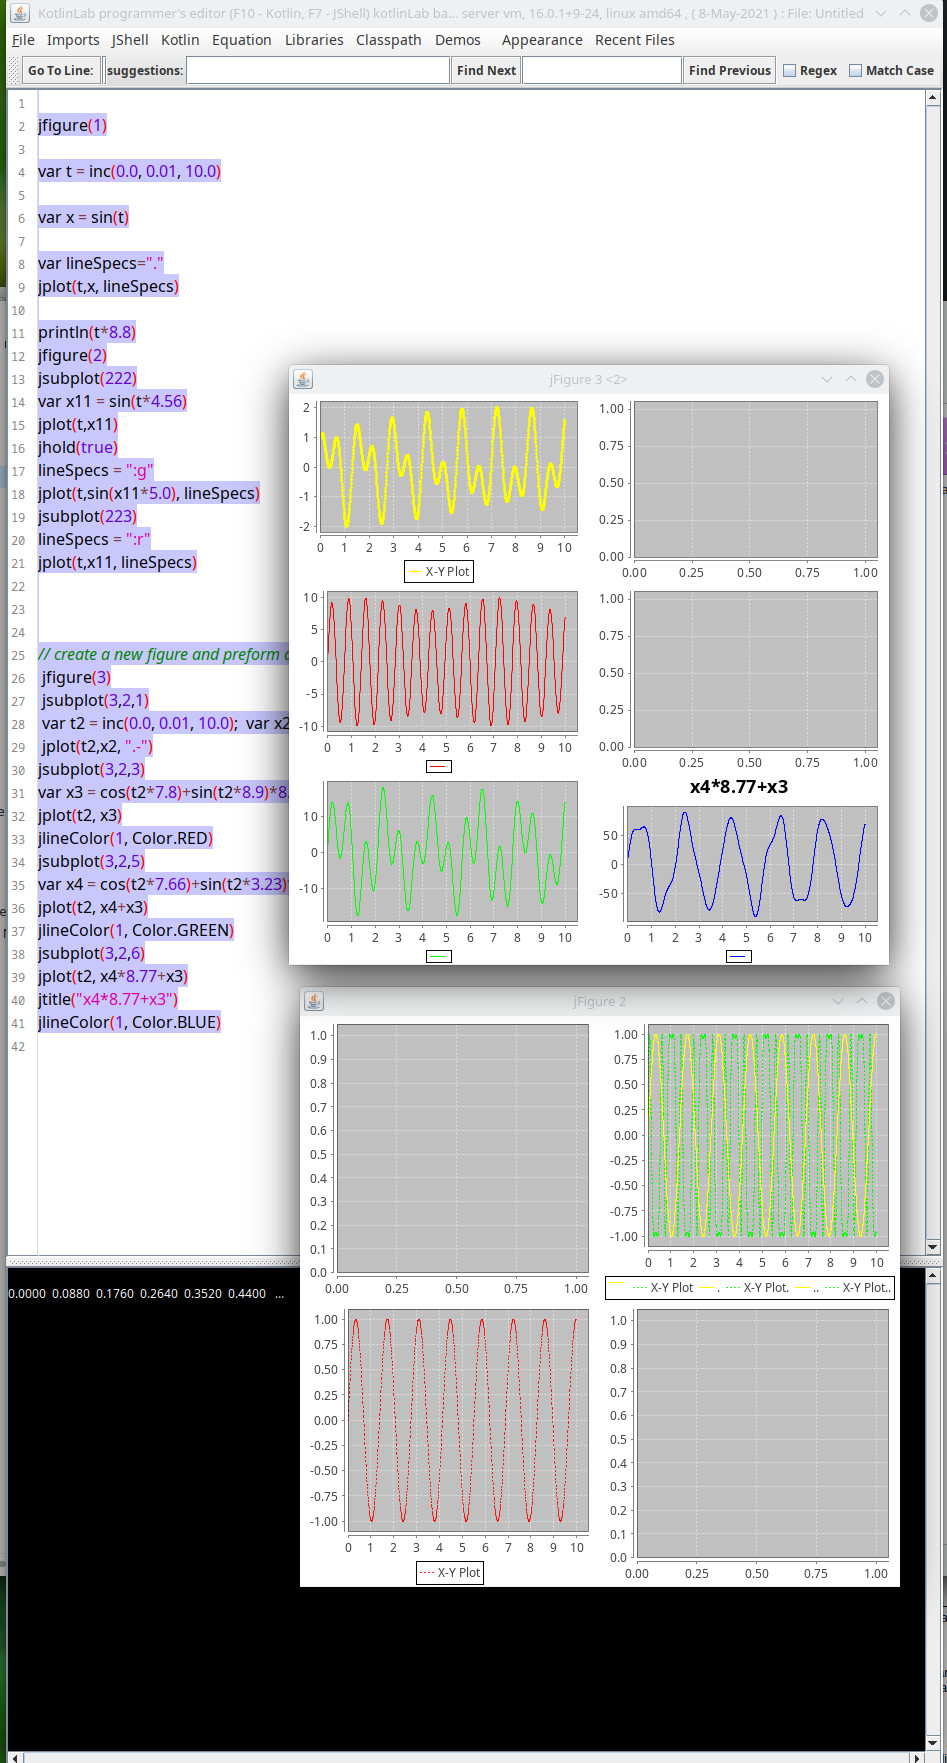 KotlinLab programmer's editor (F10 - Kotlin, F7 - JShell) kotlinLab ba... server vm, 16.0.1+9-24, linux amd64 , ( 8-May-2021 ) : File: Untitled
File Imports JShell Kotlin Equation Libraries Classpath Demos Appearance Recent Files
Go To Line: suggestions: Find Next Find Previous Regex Match Case
1
2 jfigure(1)
3
4 var t = inc(0.0, 0.01, 10.0)
5
6 var x = sin(t)
7
8 var lineSpecs="."
9 jplot(t,x, lineSpecs)
10
11 println(t*8.8)
12 jfigure(2)
13 jsubplot(222)
14 var x11 = sin(t*4.56)
15 jplot(t,x11)
16 jhold(true)
17 lineSpecs = ":g"
18 jplot(t,sin(x11*5.0), lineSpecs)
19 jsubplot(223)
20 lineSpecs = ":r"
21 jplot(t,x11, lineSpecs)
22
23
24
25 // create a new figure and preform
26 jfigure(3)
27 jsubplot(3,2,1)
28 var t2 = inc(0.0, 0.01, 10.0);  var x2
29 jplot(t2,x2, ".-")
30 jsubplot(3,2,3)
31 var x3 = cos(t2*7.8)+sin(t2*8.9)*8.
32 jplot(t2, x3)
33 jlineColor(1, Color.RED)
34 jsubplot(3,2,5)
35 var x4 = cos(t2*7.66)+sin(t2*3.23)
36 jplot(t2, x4+x3)
37 jlineColor(1, Color.GREEN)
38 jsubplot(3,2,6)
39 jplot(t2, x4*8.77+x3)
40 jtitle("x4*8.77+x3")
41 jlineColor(1, Color.BLUE)
42
jFigure 3 <2>
2
1
0
-1
-2
0 1 2 3 4 5 6 7 8 9 10
X-Y Plot
1.00
0.75
0.50
0.25
0.00
0.00 0.25 0.50 0.75 1.00
10
5
0
-5
-10
0 1 2 3 4 5 6 7 8 9 10
1.00
0.75
0.50
0.25
0.00
0.00 0.25 0.50 0.75 1.00
10
0
-10
0 1 2 3 4 5 6 7 8 9 10
x4*8.77+x3
50
0
-50
0 1 2 3 4 5 6 7 8 9 10
jFigure 2
1.0
0.9
0.8
0.7
0.6
0.5
0.4
0.3
0.2
0.1
0.0
0.00 0.25 0.50 0.75 1.00
1.00
0.75
0.50
0.25
0.00
-0.25
-0.50
-0.75
-1.00
0 1 2 3 4 5 6 7 8 9 10
X-Y Plot . X-Y Plot. .. X-Y Plot..
1.00
0.75
0.50
0.25
0.00
-0.25
-0.50
-0.75
-1.00
0 1 2 3 4 5 6 7 8 9 10
X-Y Plot
1.0
0.9
0.8
0.7
0.6
0.5
0.4
0.3
0.2
0.1
0.0
0.00 0.25 0.50 0.75 1.00
0.0000 0.0880 0.1760 0.2640 0.3520 0.4400 ...